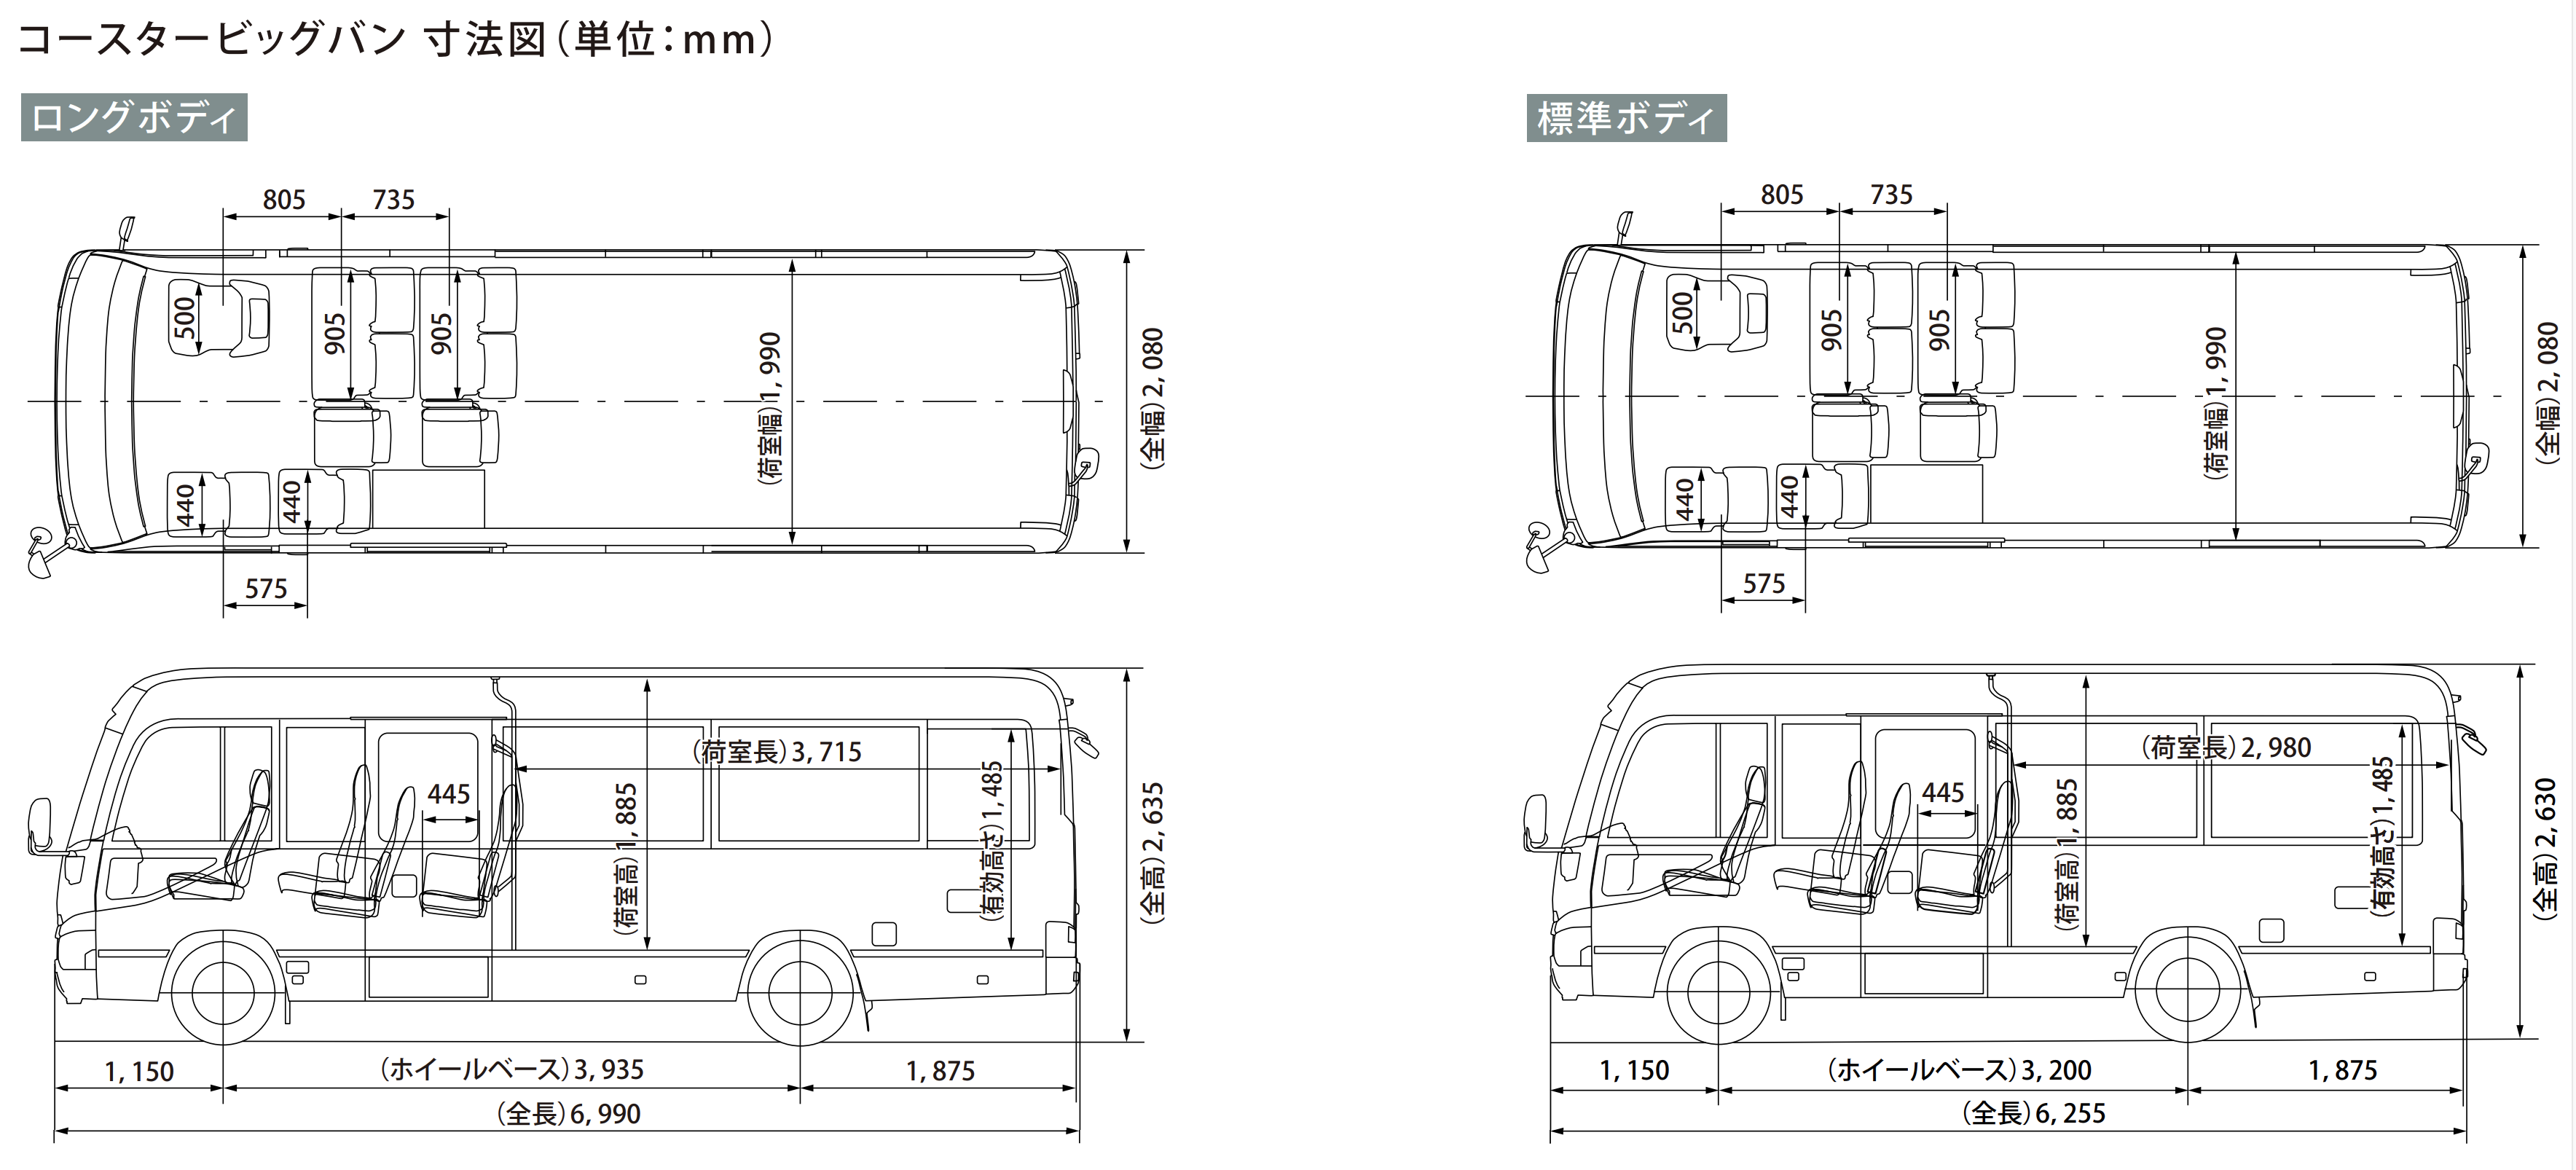 コースタービッグバン 寸法図（単位：mm）
ロングボディ
805
735
500
905
905
440
440
575
（荷室幅）1,990
（全幅）2,080
445
（荷室長）3,715
（荷室高）1,885
（有効高さ）1,485
（全高）2,635
1,150
（ホイールベース）3,935
1,875
（全長）6,990
標準ボディ
805
735
500
905
905
440
440
575
（荷室幅）1,990
（全幅）2,080
445
（荷室長）2,980
（荷室高）1,885
（有効高さ）1,485
（全高）2,630
1,150
（ホイールベース）3,200
1,875
（全長）6,255